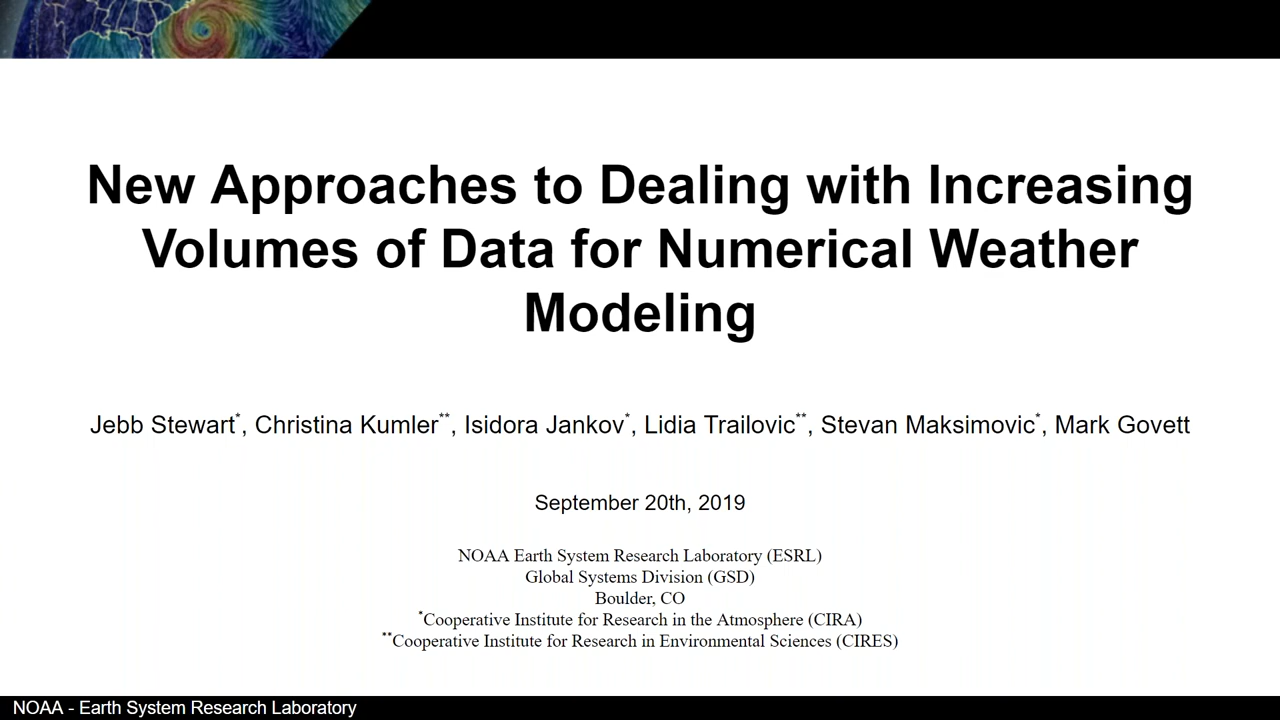 New Approaches to Dealing with Increasing
Volumes of Data for Numerical Weather
Modeling
Jebb Stewart*, Christina Kumler**, Isidora Jankov*, Lidia Trailovic**, Stevan Maksimovic*, Mark Govett
September 20th, 2019
NOAA Earth System Research Laboratory (ESRL)
Global Systems Division (GSD)
Boulder, CO
*Cooperative Institute for Research in the Atmosphere (CIRA)
**Cooperative Institute for Research in Environmental Sciences (CIRES)
NOAA - Earth System Research Laboratory